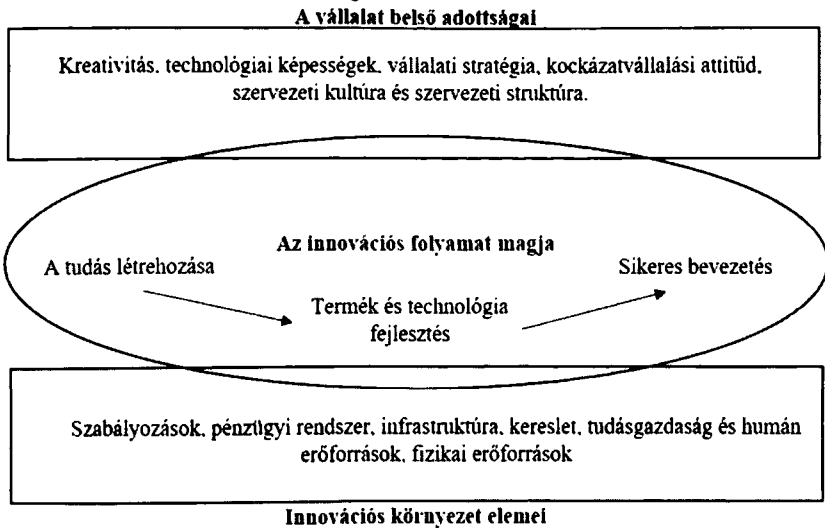 A vállalat belső adottságai
Kreativitás, technológiai képességek, vállalati stratégia, kockázatvállalási attitűd,
szervezeti kultúra és szervezeti struktúra.
Az innovációs folyamat magja
A tudás létrehozása
Sikeres bevezetés
Termék és technológia
fejlesztés
Szabályozások, pénzügyi rendszer, infrastruktúra, kereslet, tudásgazdaság és humán
erőforrások, fizikai erőforrások
Innovációs környezet elemei